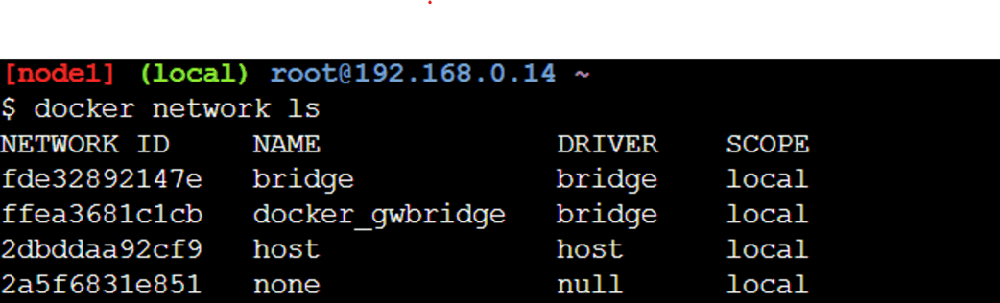 [node1] (local) root@192.168.0.14 ~
$ docker network ls
NETWORK ID   NAME              DRIVER    SCOPE
fde32892147e   bridge            bridge    local
ffea3681c1cb   docker_gwbridge   bridge    local
2dbddaa92cf9   host              host      local
2a5f6831e851   none              null      local